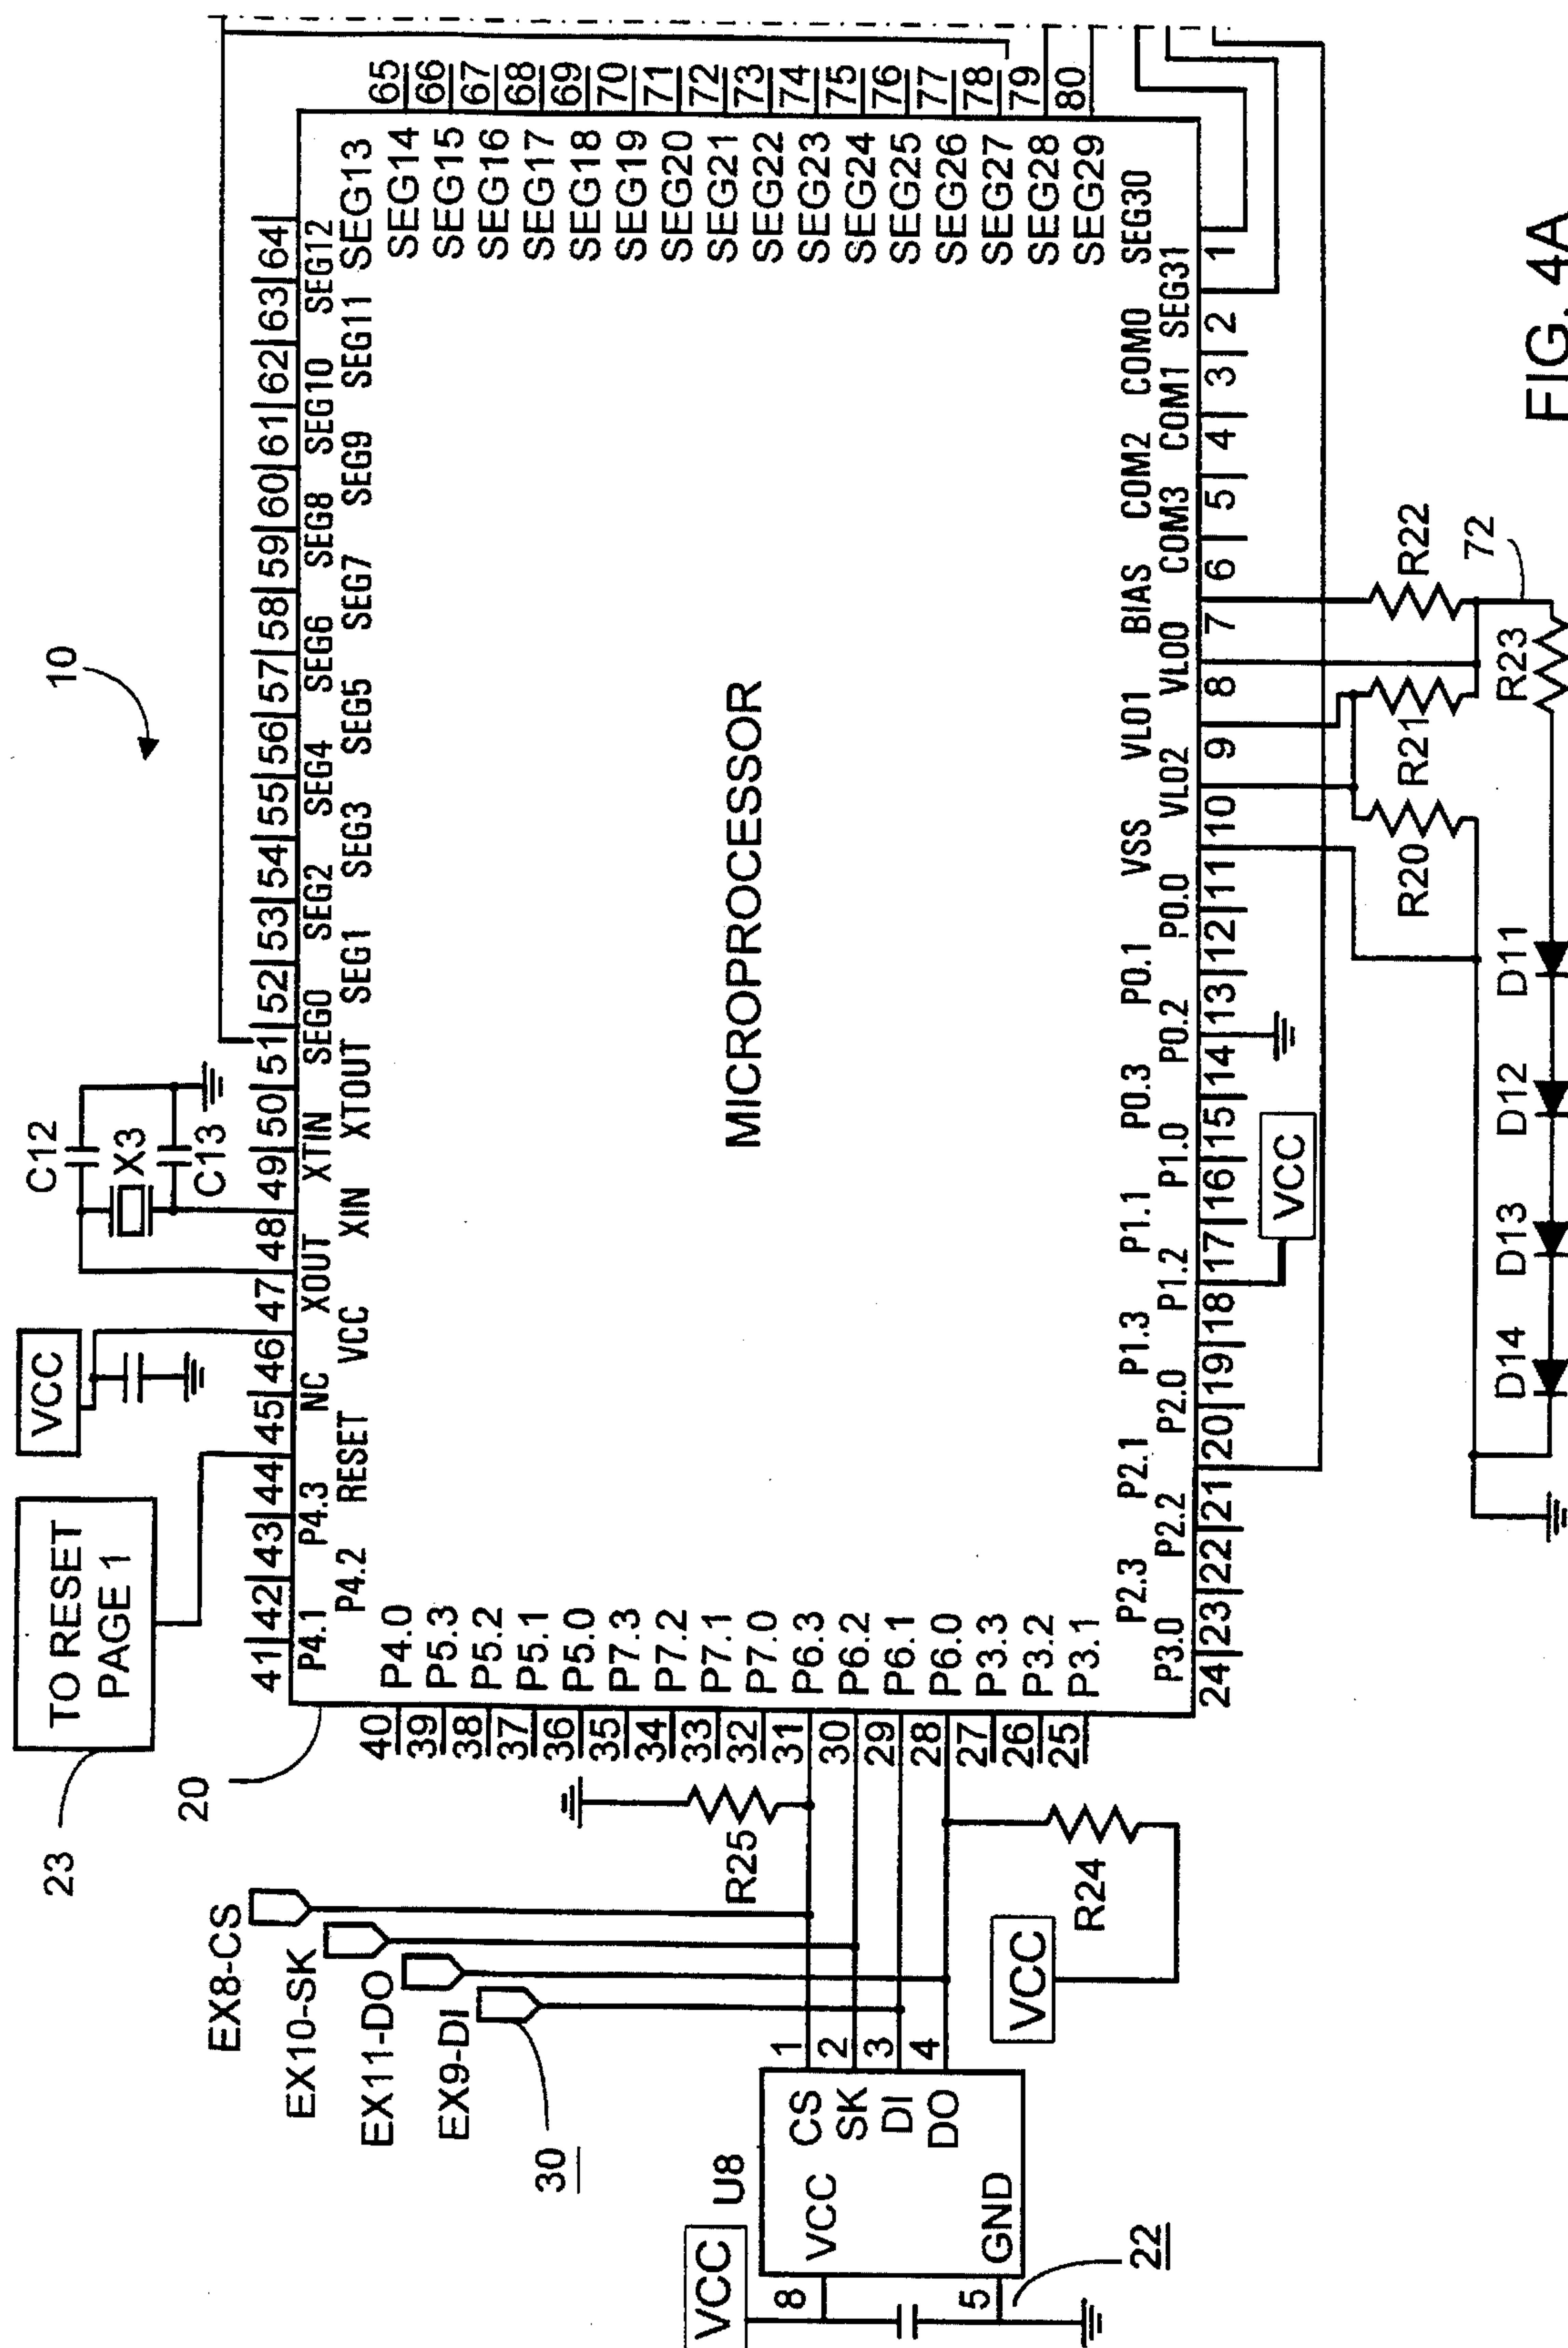 10
TO RESET
PAGE 1
23
VCC
C12
X3
C13
20
41 42 43 44 45 46 47 48 49 50 51 52 53 54 55 56 57 58 59 60 61 62 63 64
P4.1 P4.3 NC XOUT XTIN SEG0 SEG2 SEG4 SEG6 SEG8 SEG10 SEG12
P4.2 RESET VCC XIN XTOUT SEG1 SEG3 SEG5 SEG7 SEG9 SEG11 SEG13
40 P4.0
39 P5.3
38 P5.2
37 P5.1
36 P5.0
35 P7.3
34 P7.2
33 P7.1
32 P7.0
31 P6.3
30 P6.2
29 P6.1
28 P6.0
27 P3.3
26 P3.2
25 P3.1
MICROPROCESSOR
SEG14 65
SEG15 66
SEG16 67
SEG17 68
SEG18 69
SEG19 70
SEG20 71
SEG21 72
SEG22 73
SEG23 74
SEG24 75
SEG25 76
SEG26 77
SEG27 78
SEG28 79
SEG29 80
P2.3 P2.1 P1.3 P1.1 P0.3 P0.1 VSS VL01 BIAS COM2 COM0 SEG30
P3.0 P2.2 P2.0 P1.2 P1.0 P0.2 P0.0 VL02 VL00 COM3 COM1 SEG31
24 23 22 21 20 19 18 17 16 15 14 13 12 11 10 9 8 7 6 5 4 3 2 1
EX8-CS
EX10-SK
EX11-DO
EX9-DI
30
R25
U8
VCC
8
VCC
GND
5
CS 1
SK 2
DI 3
DO 4
22
VCC
R24
VCC
R20
R21
R22
72
D14
D13
D12
D11
R23
FIG. 4A